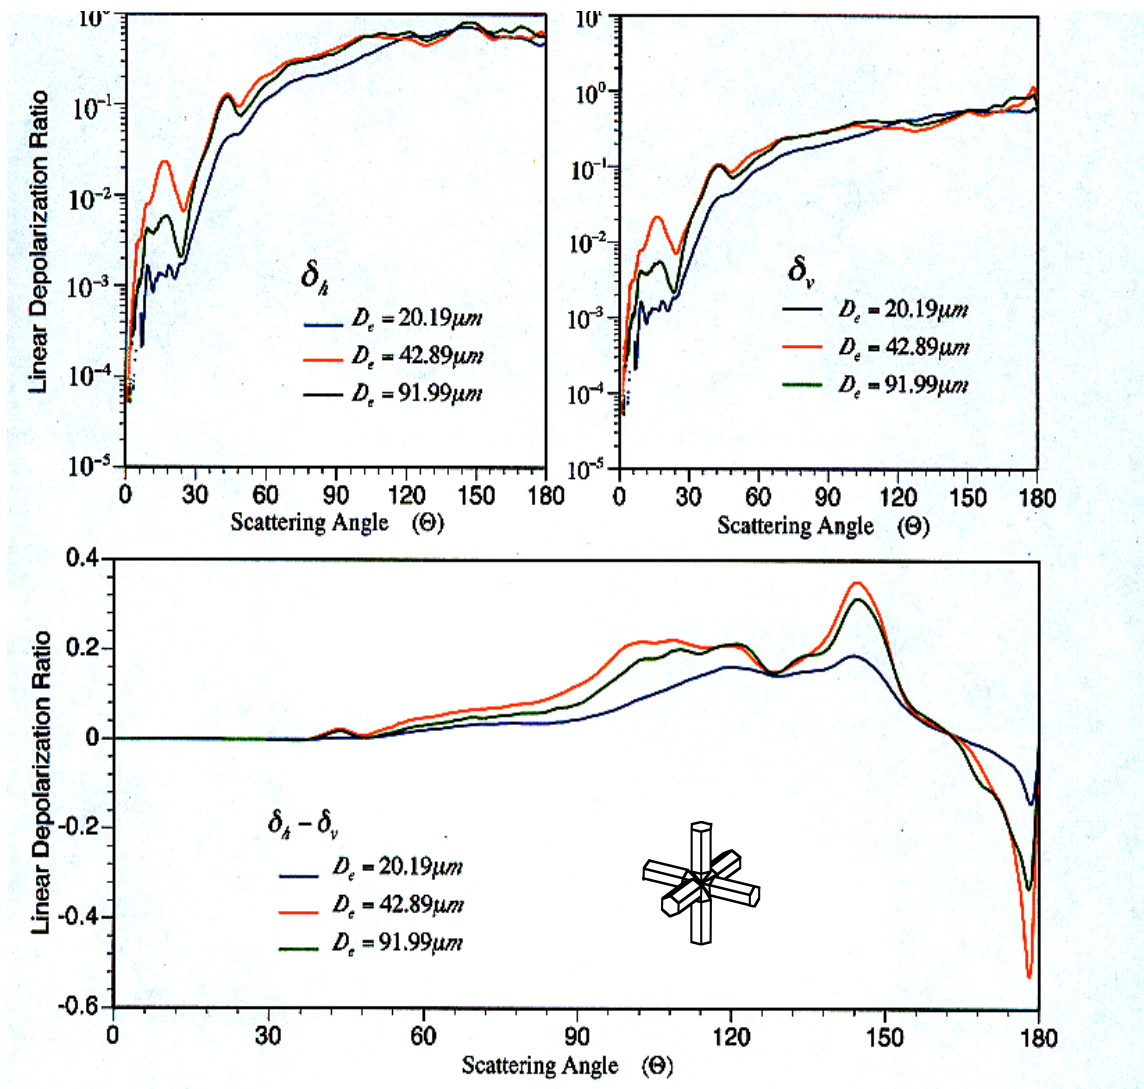 Linear Depolarization Ratio
10⁰
10⁻¹
10⁻²
10⁻³
10⁻⁴
10⁻⁵
δₕ
Dₑ = 20.19μm
Dₑ = 42.89μm
Dₑ = 91.99μm
0 30 60 90 120 150 180
Scattering Angle (Θ)
10¹
10⁰
10⁻¹
10⁻²
10⁻³
10⁻⁴
10⁻⁵
δᵥ
Dₑ = 20.19μm
Dₑ = 42.89μm
Dₑ = 91.99μm
0 30 60 90 120 150 180
Scattering Angle (Θ)
Linear Depolarization Ratio
0.4
0.2
0
-0.2
-0.4
-0.6
δₕ – δᵥ
Dₑ = 20.19μm
Dₑ = 42.89μm
Dₑ = 91.99μm
0 30 60 90 120 150 180
Scattering Angle (Θ)